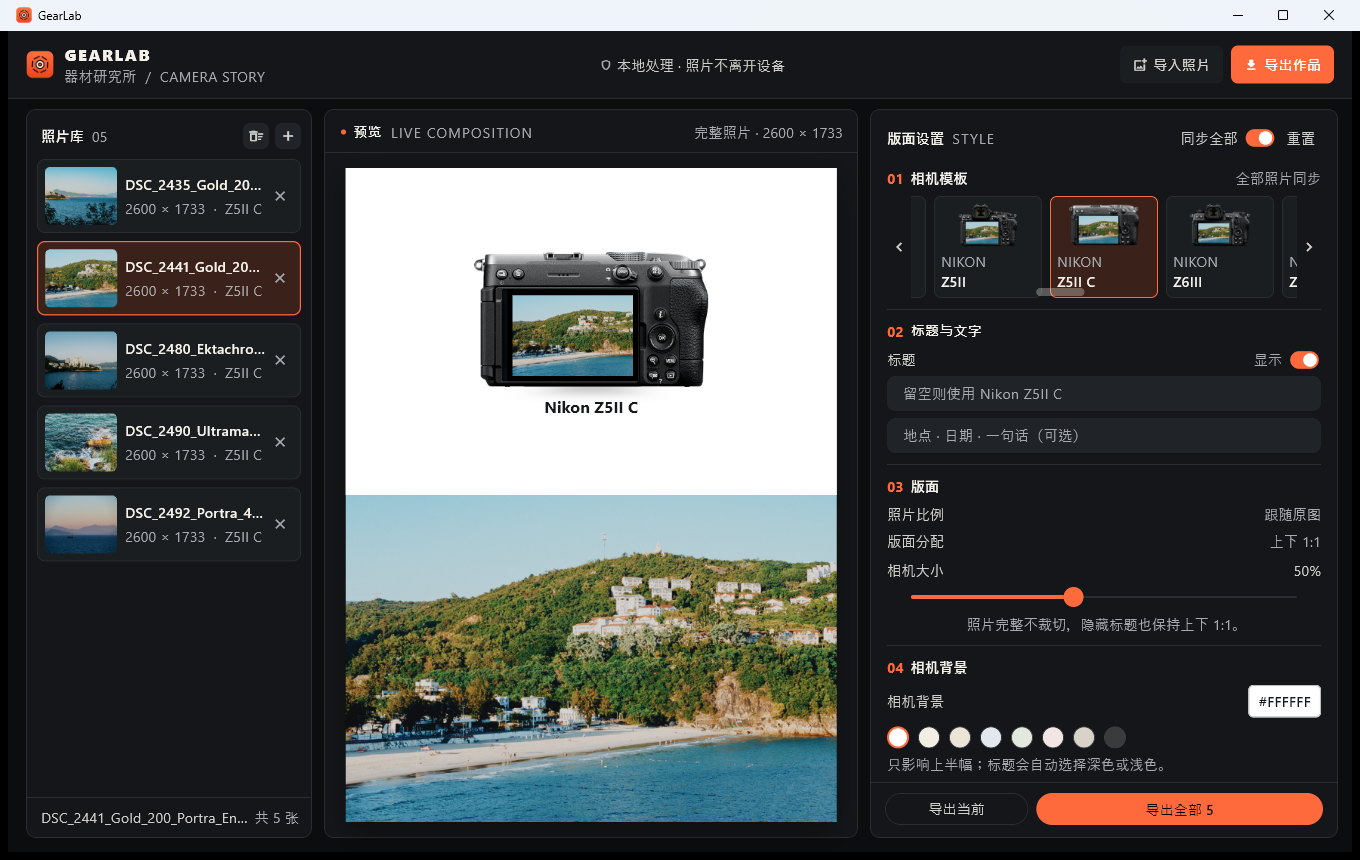 GearLab
GEARLAB
器材研究所 / CAMERA STORY
本地处理 · 照片不离开设备
导入照片
导出作品
照片库 05
DSC_2435_Gold_20...
2600 × 1733 · Z5II C
DSC_2441_Gold_20...
2600 × 1733 · Z5II C
DSC_2480_Ektachro...
2600 × 1733 · Z5II C
DSC_2490_Ultrama...
2600 × 1733 · Z5II C
DSC_2492_Portra_4...
2600 × 1733 · Z5II C
DSC_2441_Gold_200_Portra_En... 共 5 张
预览 LIVE COMPOSITION
完整照片 · 2600 × 1733
Nikon Z5II C
版面设置 STYLE
同步全部
重置
01 相机模板
全部照片同步
NIKON
Z5II
NIKON
Z5II C
NIKON
Z6III
N
Z
02 标题与文字
标题
显示
留空则使用 Nikon Z5II C
地点 · 日期 · 一句话（可选）
03 版面
照片比例
跟随原图
版面分配
上下 1:1
相机大小
50%
照片完整不裁切，隐藏标题也保持上下 1:1。
04 相机背景
相机背景
#FFFFFF
只影响上半幅；标题会自动选择深色或浅色。
导出当前
导出全部 5